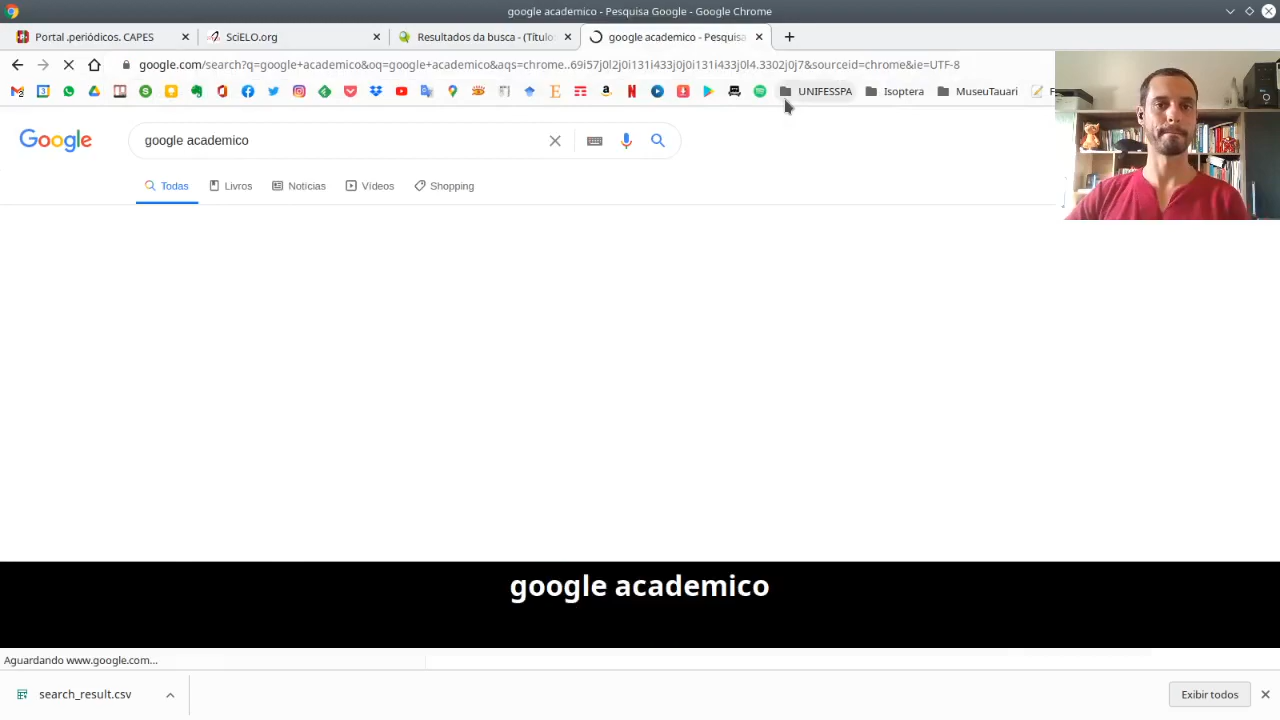 google academico - Pesquisa Google - Google Chrome
Portal .periódicos. CAPES
SciELO.org
Resultados da busca - (Título:
google academico - Pesquisa
google.com/search?q=google+academico&oq=google+academico&aqs=chrome..69i57j0l2j0i131i433j0j0i131i433j0l4.3302j0j7&sourceid=chrome&ie=UTF-8
UNIFESSPA
Isoptera
MuseuTauari
Google
google academico
Todas
Livros
Notícias
Vídeos
Shopping
google academico
Aguardando www.google.com...
search_result.csv
Exibir todos